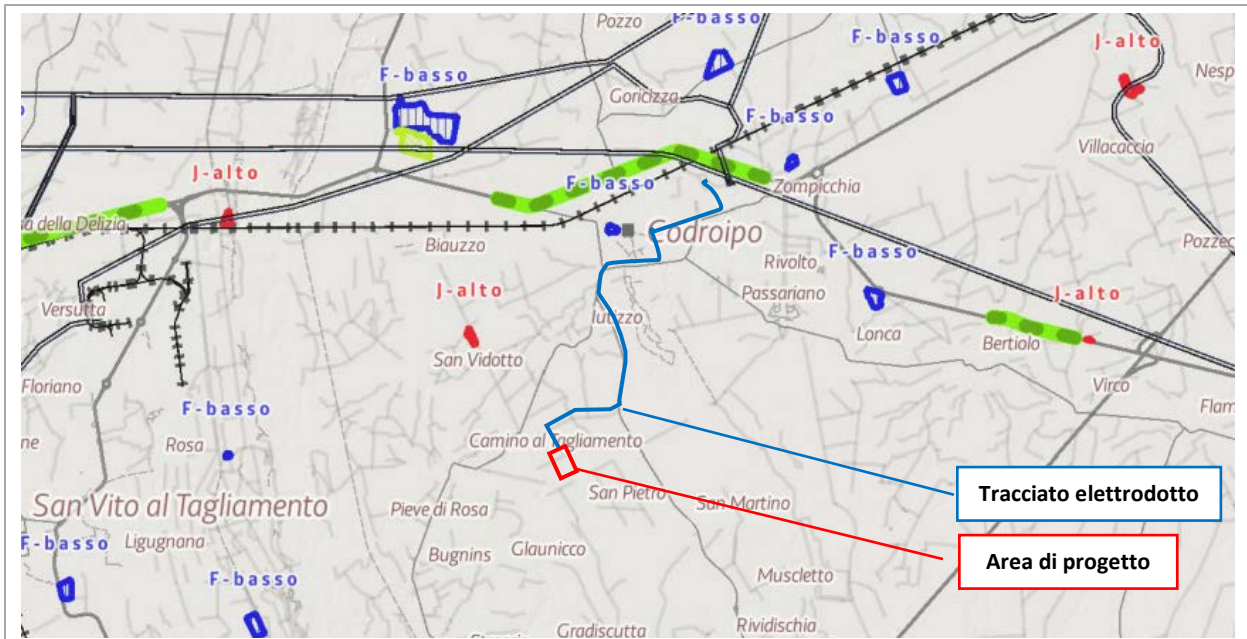 Pozzo
F-basso
F-basso
J-alto
Nesp
F-basso
Goricizza
F-basso
Villacaccia
J-alto
F-basso
Zompicchia
sa della Delizia
Codroipo
Biauzzo
Pozzec
Rivolto
F-basso
Passariano
J-alto
J-alto
Versutta
Iutizzo
Lonca
Bertiolo
San Vidotto
Floriano
Virco
F-basso
Flam
Rosa
ne
Camino al Tagliamento
San Pietro
San Martino
Tracciato elettrodotto
San Vito al Tagliamento
Pieve di Rosa
Ligugnana
F-basso
Bugnins
Glaunicco
Area di progetto
F-basso
Muscletto
Gradiscutta
Rividischia